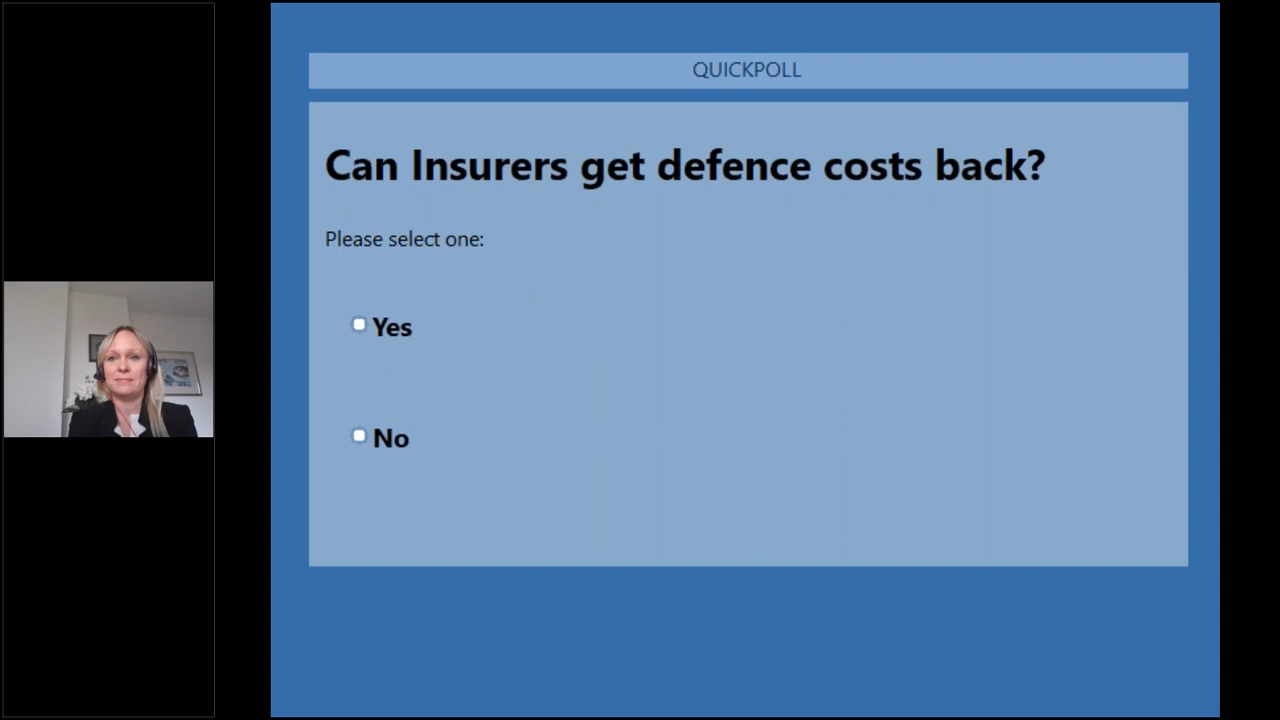 QUICKPOLL
Can Insurers get defence costs back?
Please select one:
Yes
No